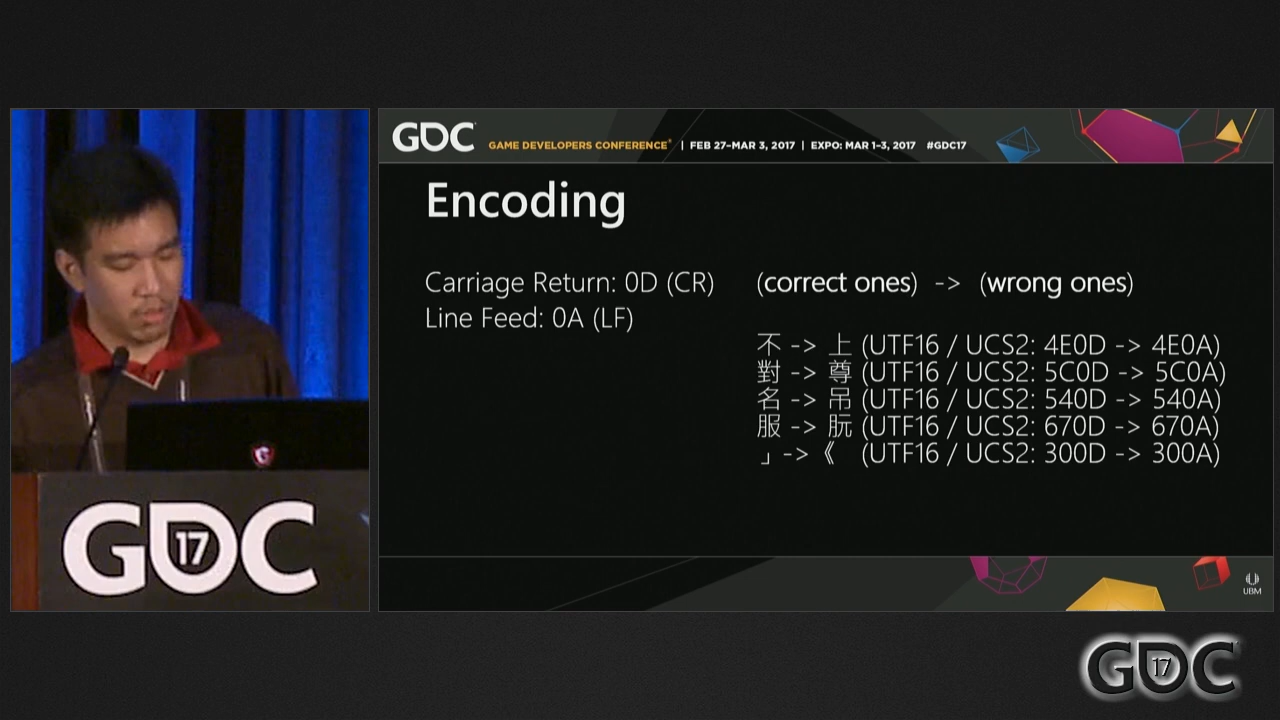 GDC
GAME DEVELOPERS CONFERENCE® | FEB 27–MAR 3, 2017 | EXPO: MAR 1–3, 2017 #GDC17
Encoding
Carriage Return: 0D (CR)
Line Feed: 0A (LF)
(correct ones) -> (wrong ones)
不 -> 上 (UTF16 / UCS2: 4E0D -> 4E0A)
對 -> 尊 (UTF16 / UCS2: 5C0D -> 5C0A)
名 -> 吊 (UTF16 / UCS2: 540D -> 540A)
服 -> 朊 (UTF16 / UCS2: 670D -> 670A)
」-> 《 (UTF16 / UCS2: 300D -> 300A)
GDC
17
UBM
GDC
17